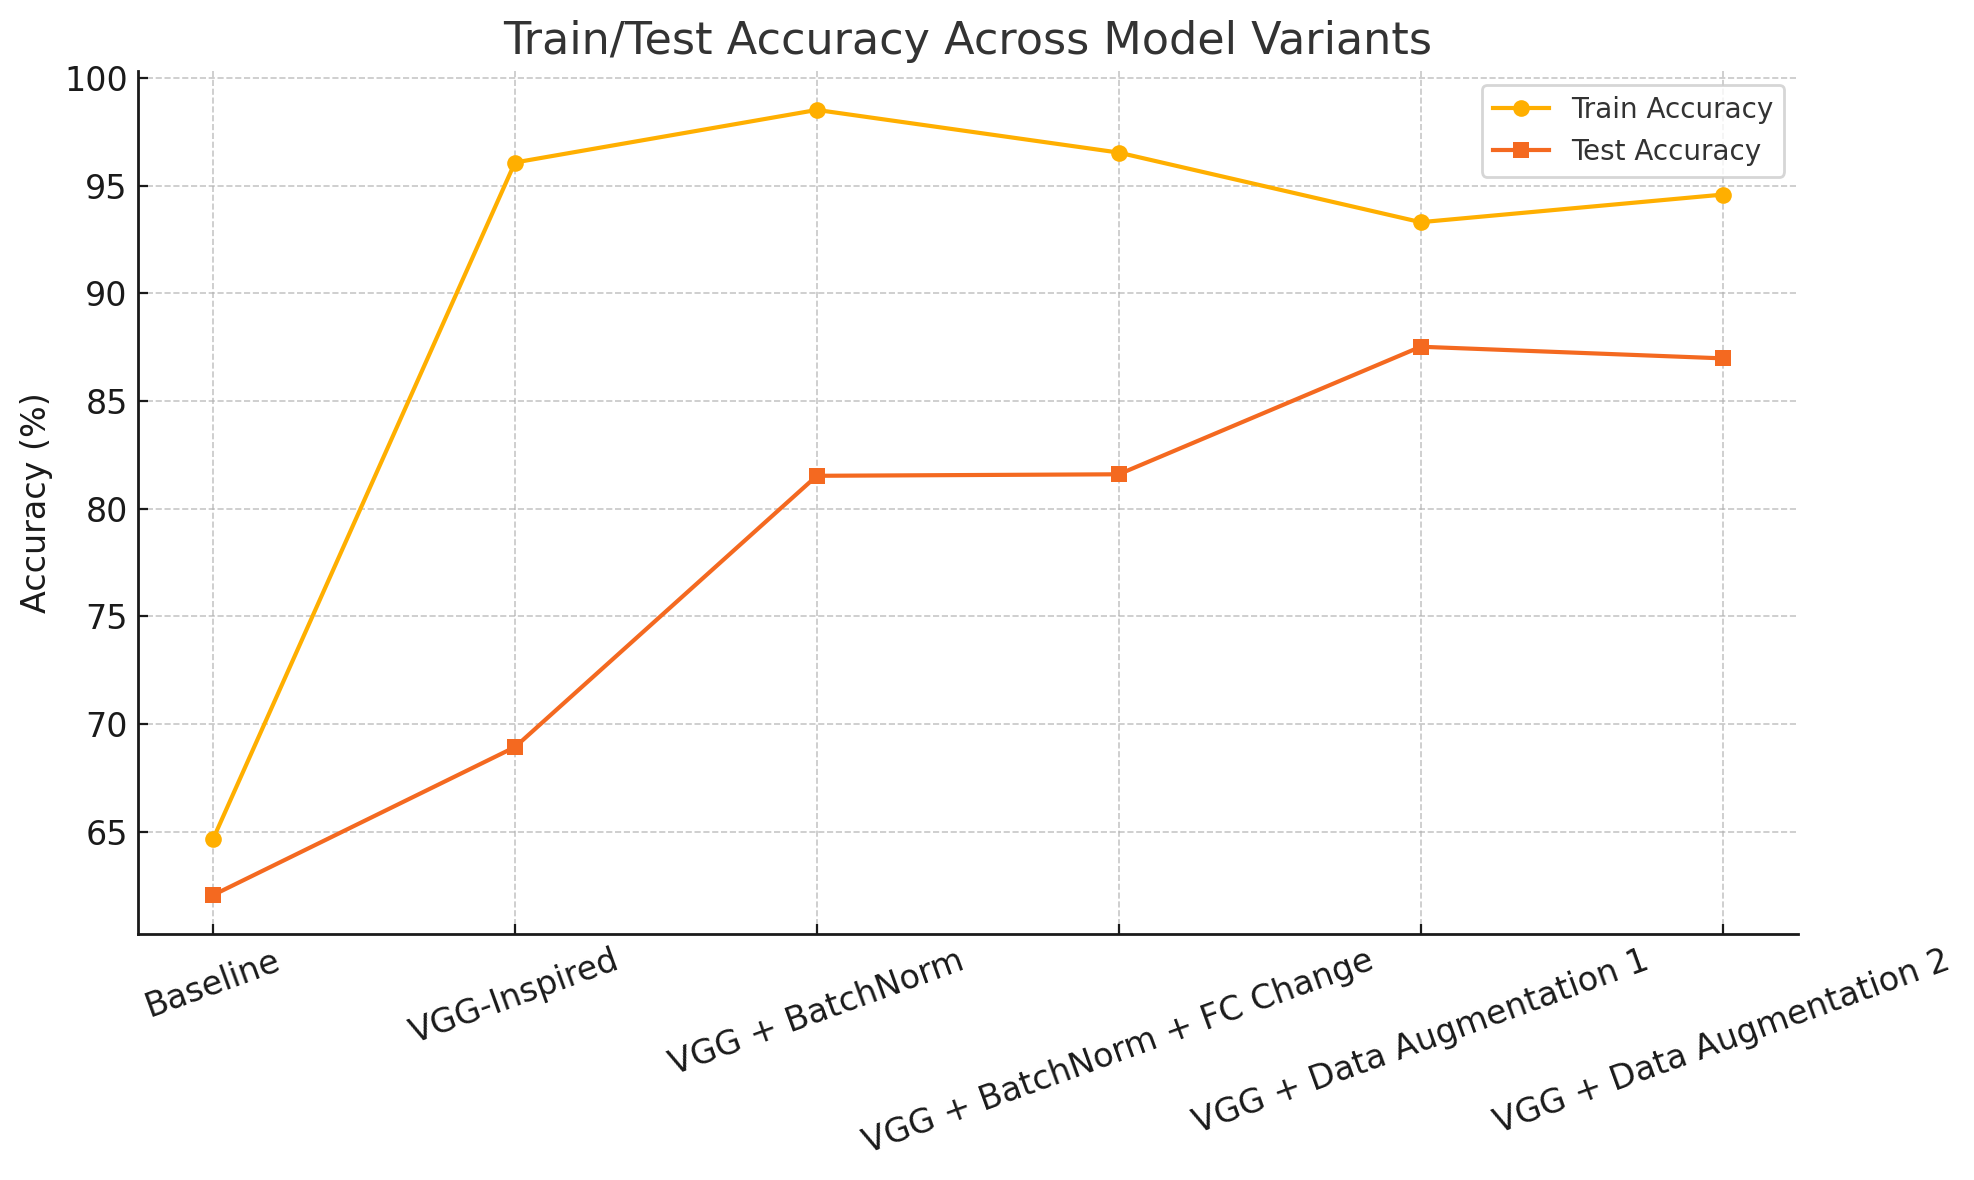 Train/Test Accuracy Across Model Variants
Train Accuracy
Test Accuracy
Accuracy (%)
100
95
90
85
80
75
70
65
Baseline
VGG-Inspired
VGG + BatchNorm
VGG + BatchNorm + FC Change
VGG + Data Augmentation 1
VGG + Data Augmentation 2